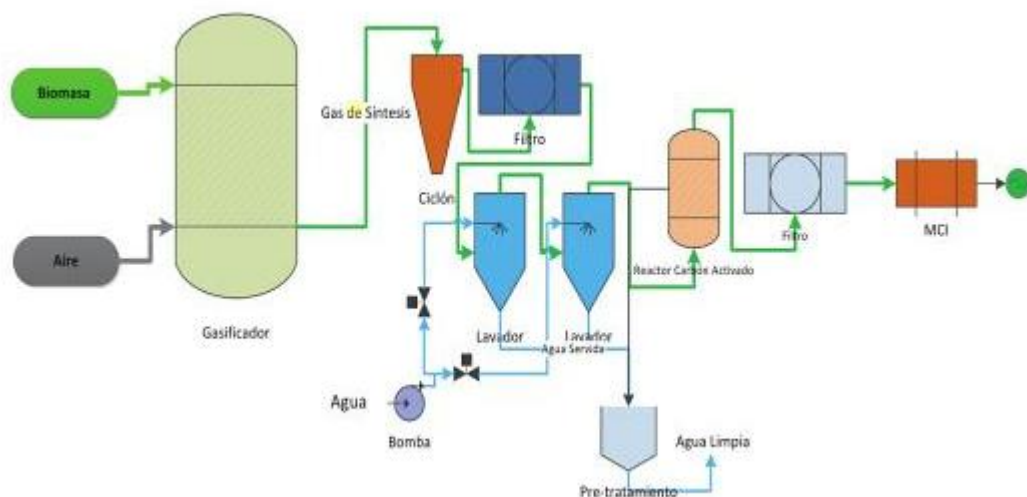 Biomasa
Gas de Síntesis
Filtro
Ciclón
Aire
Gasificador
Lavador
Lavador
Agua Servida
Reactor Carbón Activado
Filtro
MCI
Agua
Bomba
Agua Limpia
Pre-tratamiento